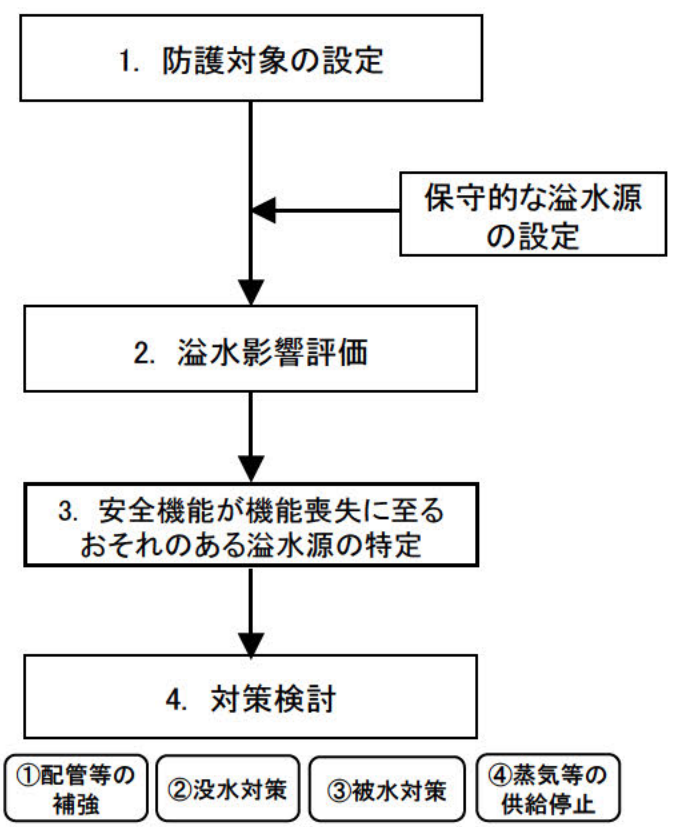 1. 防護対象の設定
保守的な溢水源
の設定
2. 溢水影響評価
3. 安全機能が機能喪失に至る
おそれのある溢水源の特定
4. 対策検討
①配管等の
補強
②没水対策
③被水対策
④蒸気等の
供給停止